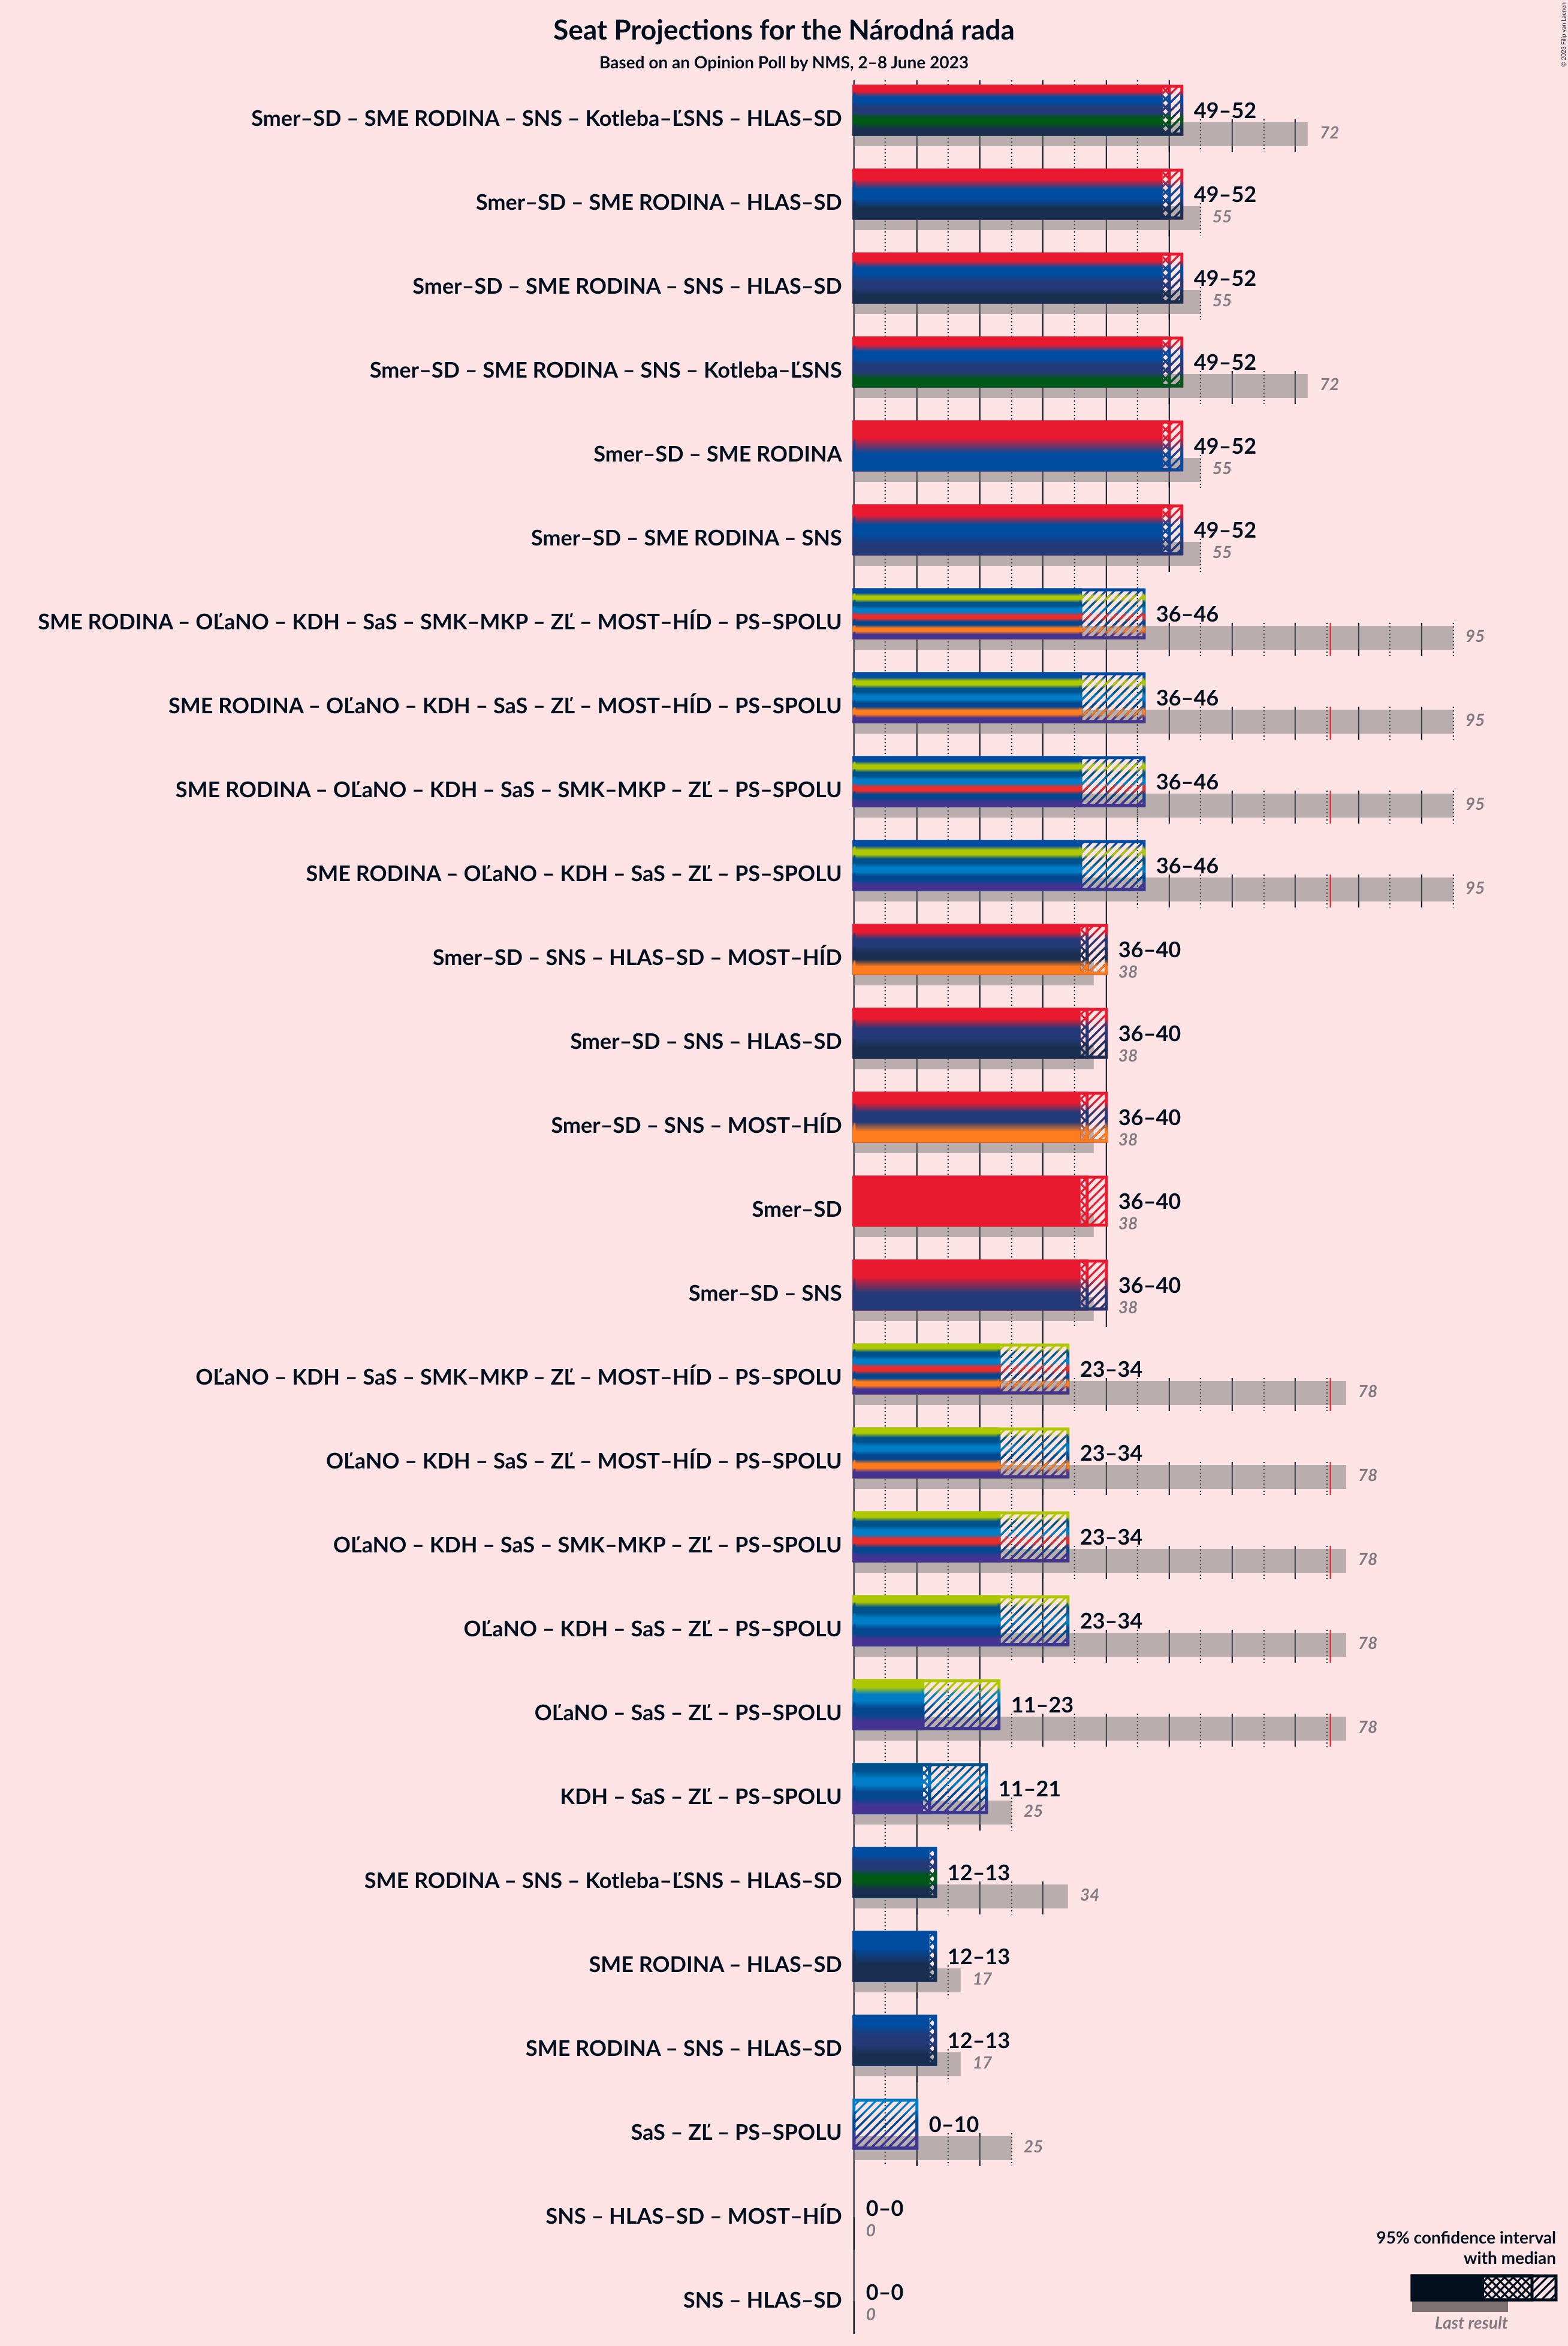 Seat Projections for the Národná rada
Based on an Opinion Poll by NMS, 2–8 June 2023
© 2023 Filip van Laenen
Smer–SD – SME RODINA – SNS – Kotleba–ĽSNS – HLAS–SD
49–52
72
Smer–SD – SME RODINA – HLAS–SD
49–52
55
Smer–SD – SME RODINA – SNS – HLAS–SD
49–52
55
Smer–SD – SME RODINA – SNS – Kotleba–ĽSNS
49–52
72
Smer–SD – SME RODINA
49–52
55
Smer–SD – SME RODINA – SNS
49–52
55
SME RODINA – OĽaNO – KDH – SaS – SMK–MKP – ZĽ – MOST–HÍD – PS–SPOLU
36–46
95
SME RODINA – OĽaNO – KDH – SaS – ZĽ – MOST–HÍD – PS–SPOLU
36–46
95
SME RODINA – OĽaNO – KDH – SaS – SMK–MKP – ZĽ – PS–SPOLU
36–46
95
SME RODINA – OĽaNO – KDH – SaS – ZĽ – PS–SPOLU
36–46
95
Smer–SD – SNS – HLAS–SD – MOST–HÍD
36–40
38
Smer–SD – SNS – HLAS–SD
36–40
38
Smer–SD – SNS – MOST–HÍD
36–40
38
Smer–SD
36–40
38
Smer–SD – SNS
36–40
38
OĽaNO – KDH – SaS – SMK–MKP – ZĽ – MOST–HÍD – PS–SPOLU
23–34
78
OĽaNO – KDH – SaS – ZĽ – MOST–HÍD – PS–SPOLU
23–34
78
OĽaNO – KDH – SaS – SMK–MKP – ZĽ – PS–SPOLU
23–34
78
OĽaNO – KDH – SaS – ZĽ – PS–SPOLU
23–34
78
OĽaNO – SaS – ZĽ – PS–SPOLU
11–23
78
KDH – SaS – ZĽ – PS–SPOLU
11–21
25
SME RODINA – SNS – Kotleba–ĽSNS – HLAS–SD
12–13
34
SME RODINA – HLAS–SD
12–13
17
SME RODINA – SNS – HLAS–SD
12–13
17
SaS – ZĽ – PS–SPOLU
0–10
25
SNS – HLAS–SD – MOST–HÍD
0–0
0
SNS – HLAS–SD
0–0
0
95% confidence interval
with median
Last result